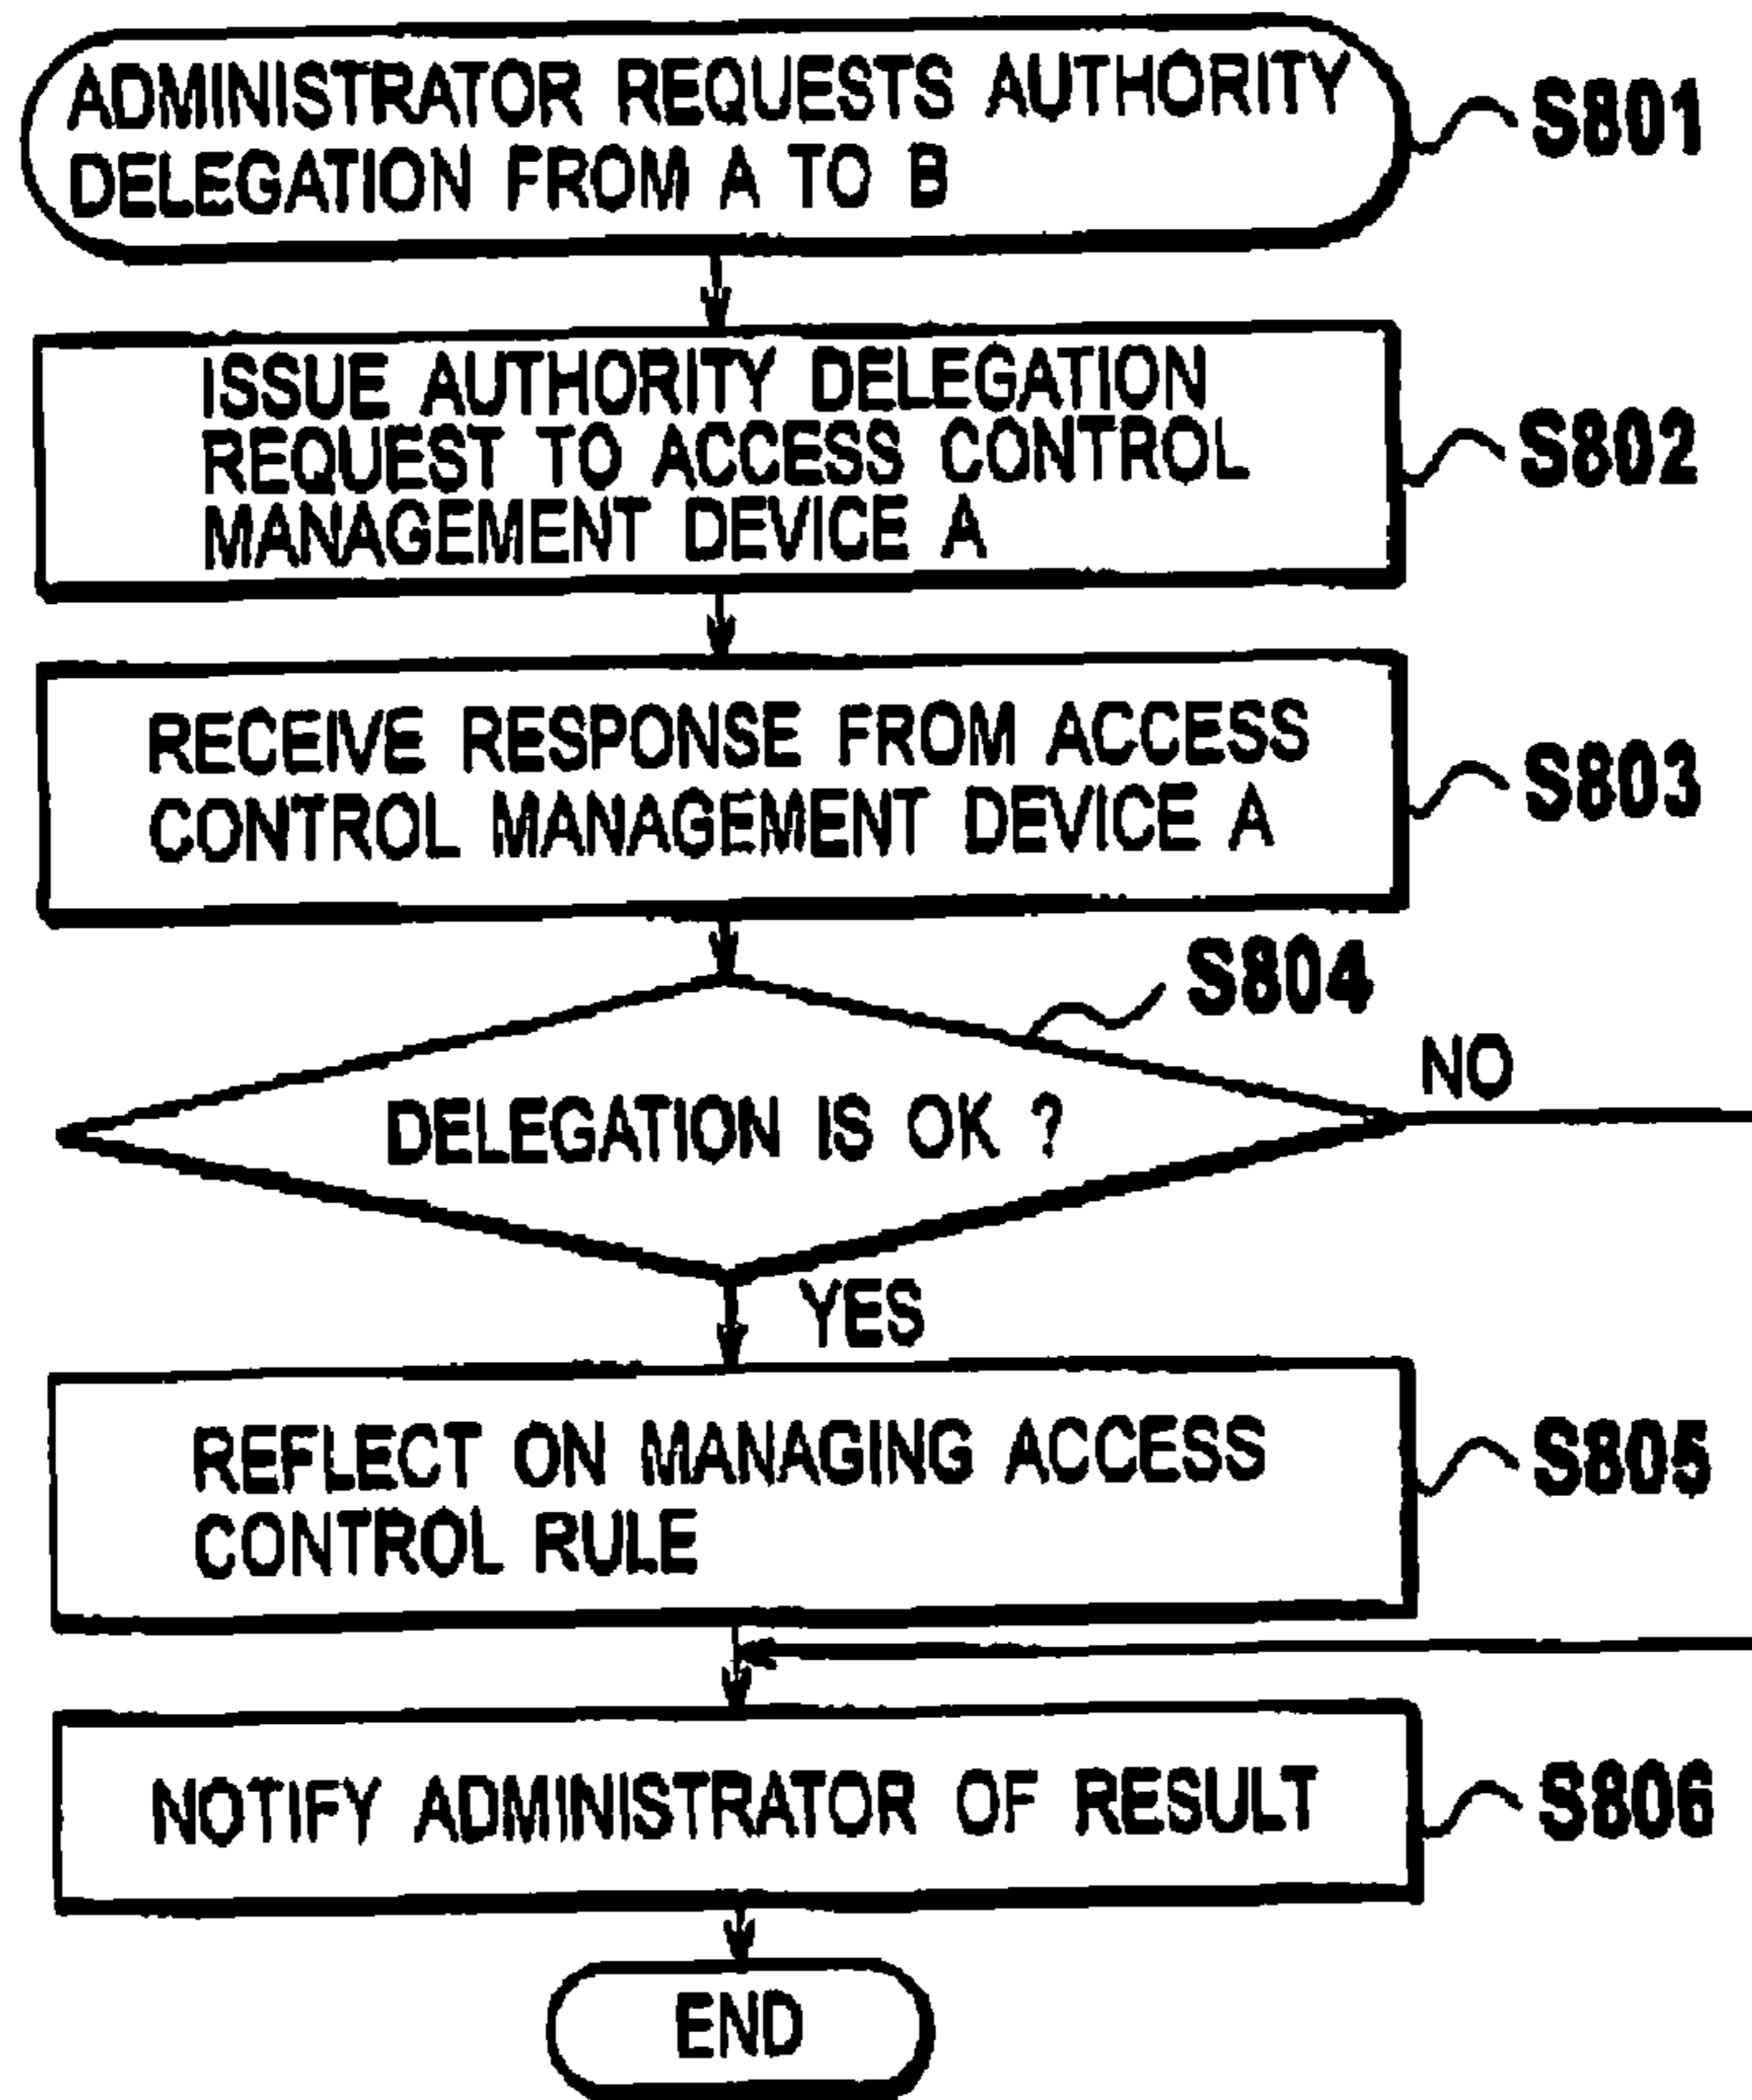 ADMINISTRATOR REQUESTS AUTHORITY
DELEGATION FROM A TO B
S801
ISSUE AUTHORITY DELEGATION
REQUEST TO ACCESS CONTROL
MANAGEMENT DEVICE A
S802
RECEIVE RESPONSE FROM ACCESS
CONTROL MANAGEMENT DEVICE A
S803
S804
DELEGATION IS OK ?
NO
YES
REFLECT ON MANAGING ACCESS
CONTROL RULE
S805
NOTIFY ADMINISTRATOR OF RESULT
S806
END